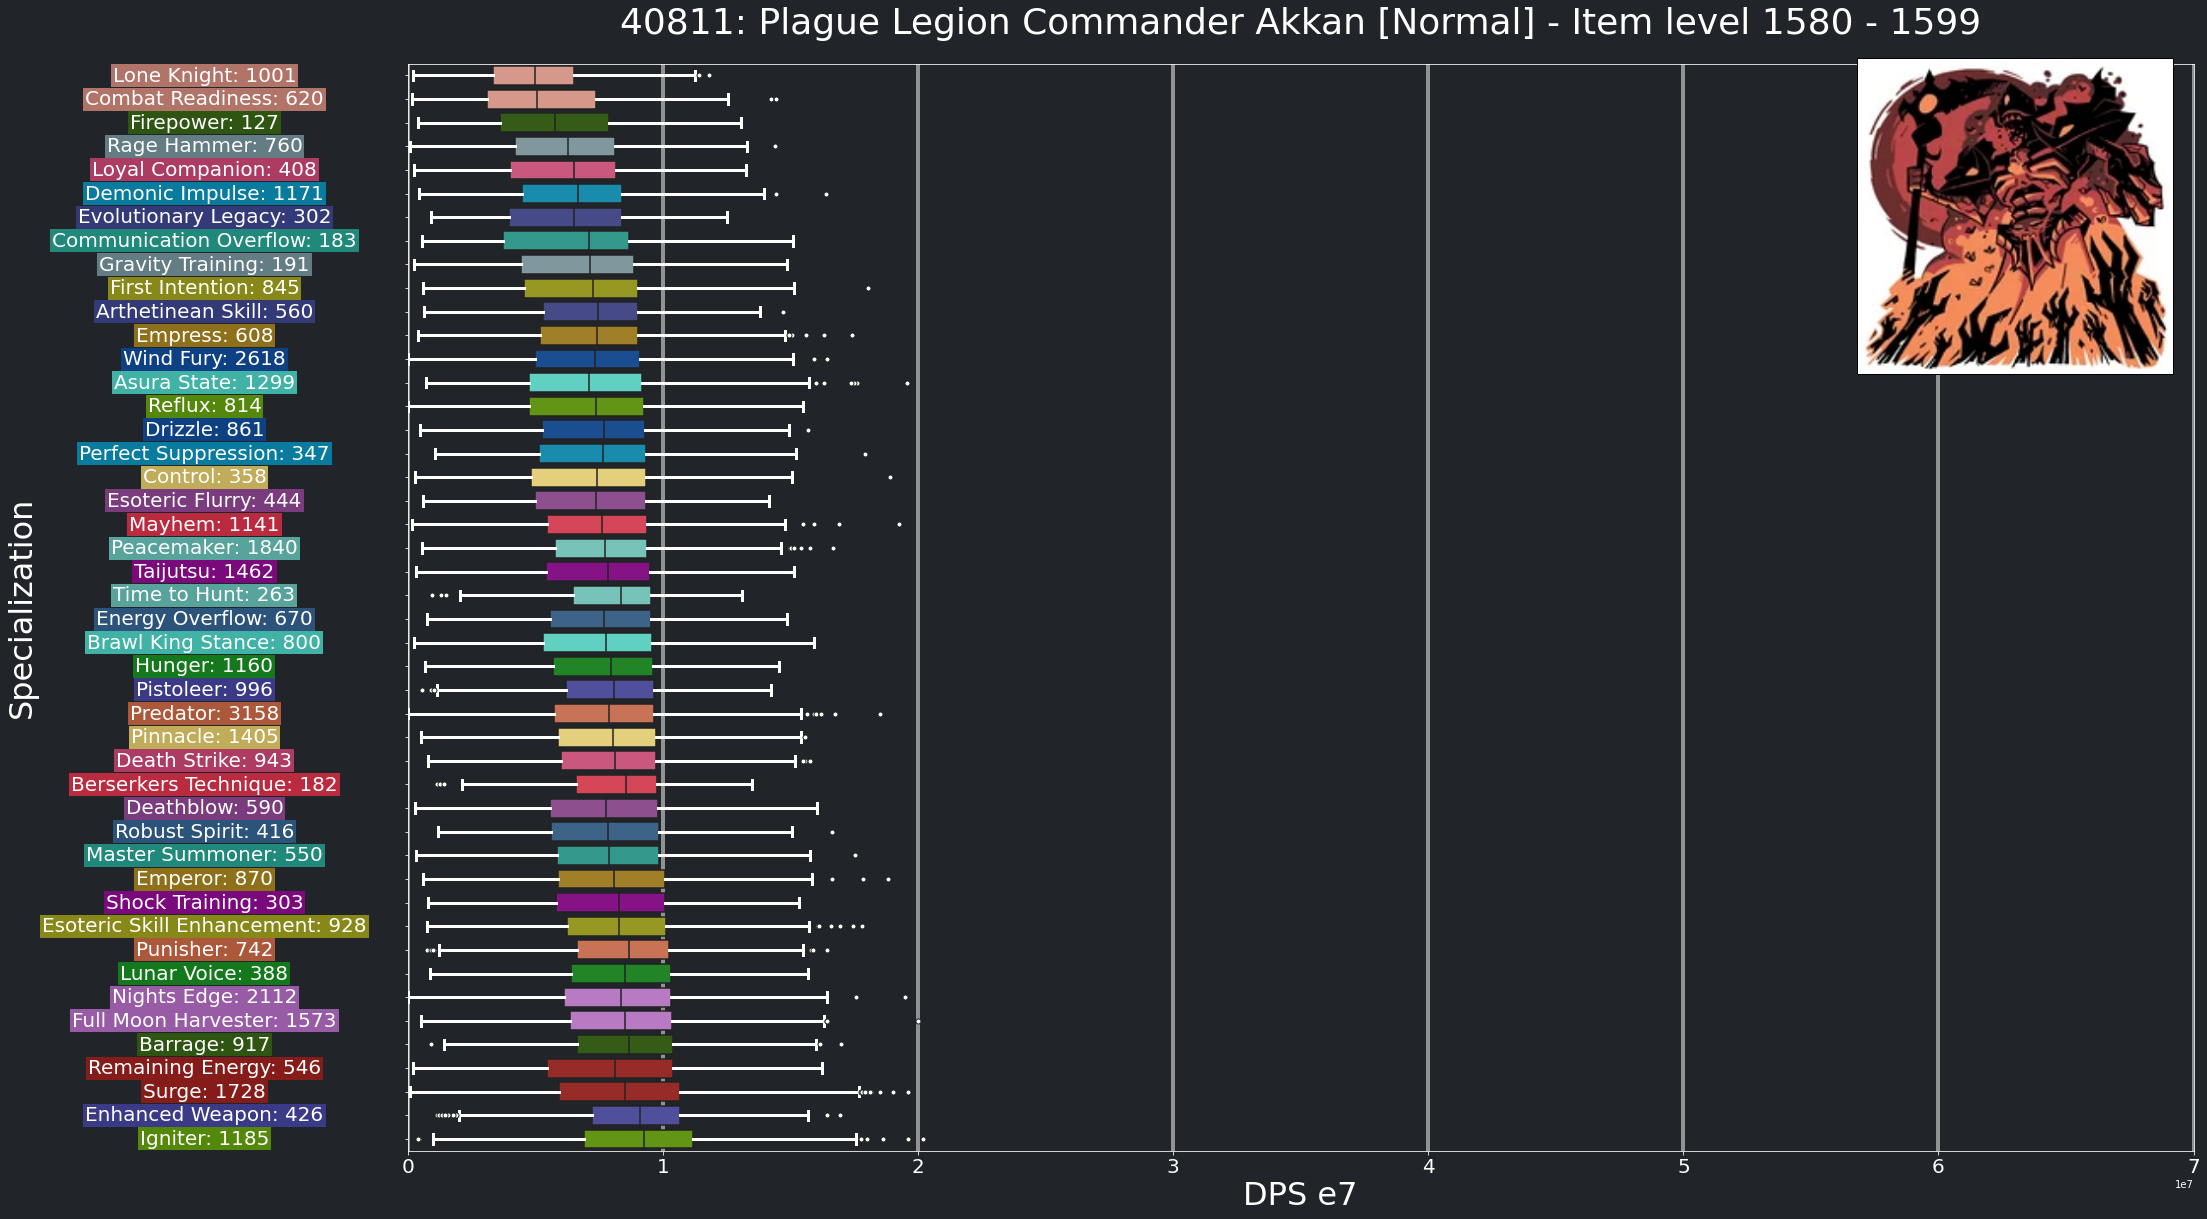 40811: Plague Legion Commander Akkan [Normal] - Item level 1580 - 1599
Specialization
Lone Knight: 1001
Combat Readiness: 620
Firepower: 127
Rage Hammer: 760
Loyal Companion: 408
Demonic Impulse: 1171
Evolutionary Legacy: 302
Communication Overflow: 183
Gravity Training: 191
First Intention: 845
Arthetinean Skill: 560
Empress: 608
Wind Fury: 2618
Asura State: 1299
Reflux: 814
Drizzle: 861
Perfect Suppression: 347
Control: 358
Esoteric Flurry: 444
Mayhem: 1141
Peacemaker: 1840
Taijutsu: 1462
Time to Hunt: 263
Energy Overflow: 670
Brawl King Stance: 800
Hunger: 1160
Pistoleer: 996
Predator: 3158
Pinnacle: 1405
Death Strike: 943
Berserkers Technique: 182
Deathblow: 590
Robust Spirit: 416
Master Summoner: 550
Emperor: 870
Shock Training: 303
Esoteric Skill Enhancement: 928
Punisher: 742
Lunar Voice: 388
Nights Edge: 2112
Full Moon Harvester: 1573
Barrage: 917
Remaining Energy: 546
Surge: 1728
Enhanced Weapon: 426
Igniter: 1185
0 1 2 3 4 5 6 7
1e7
DPS e7